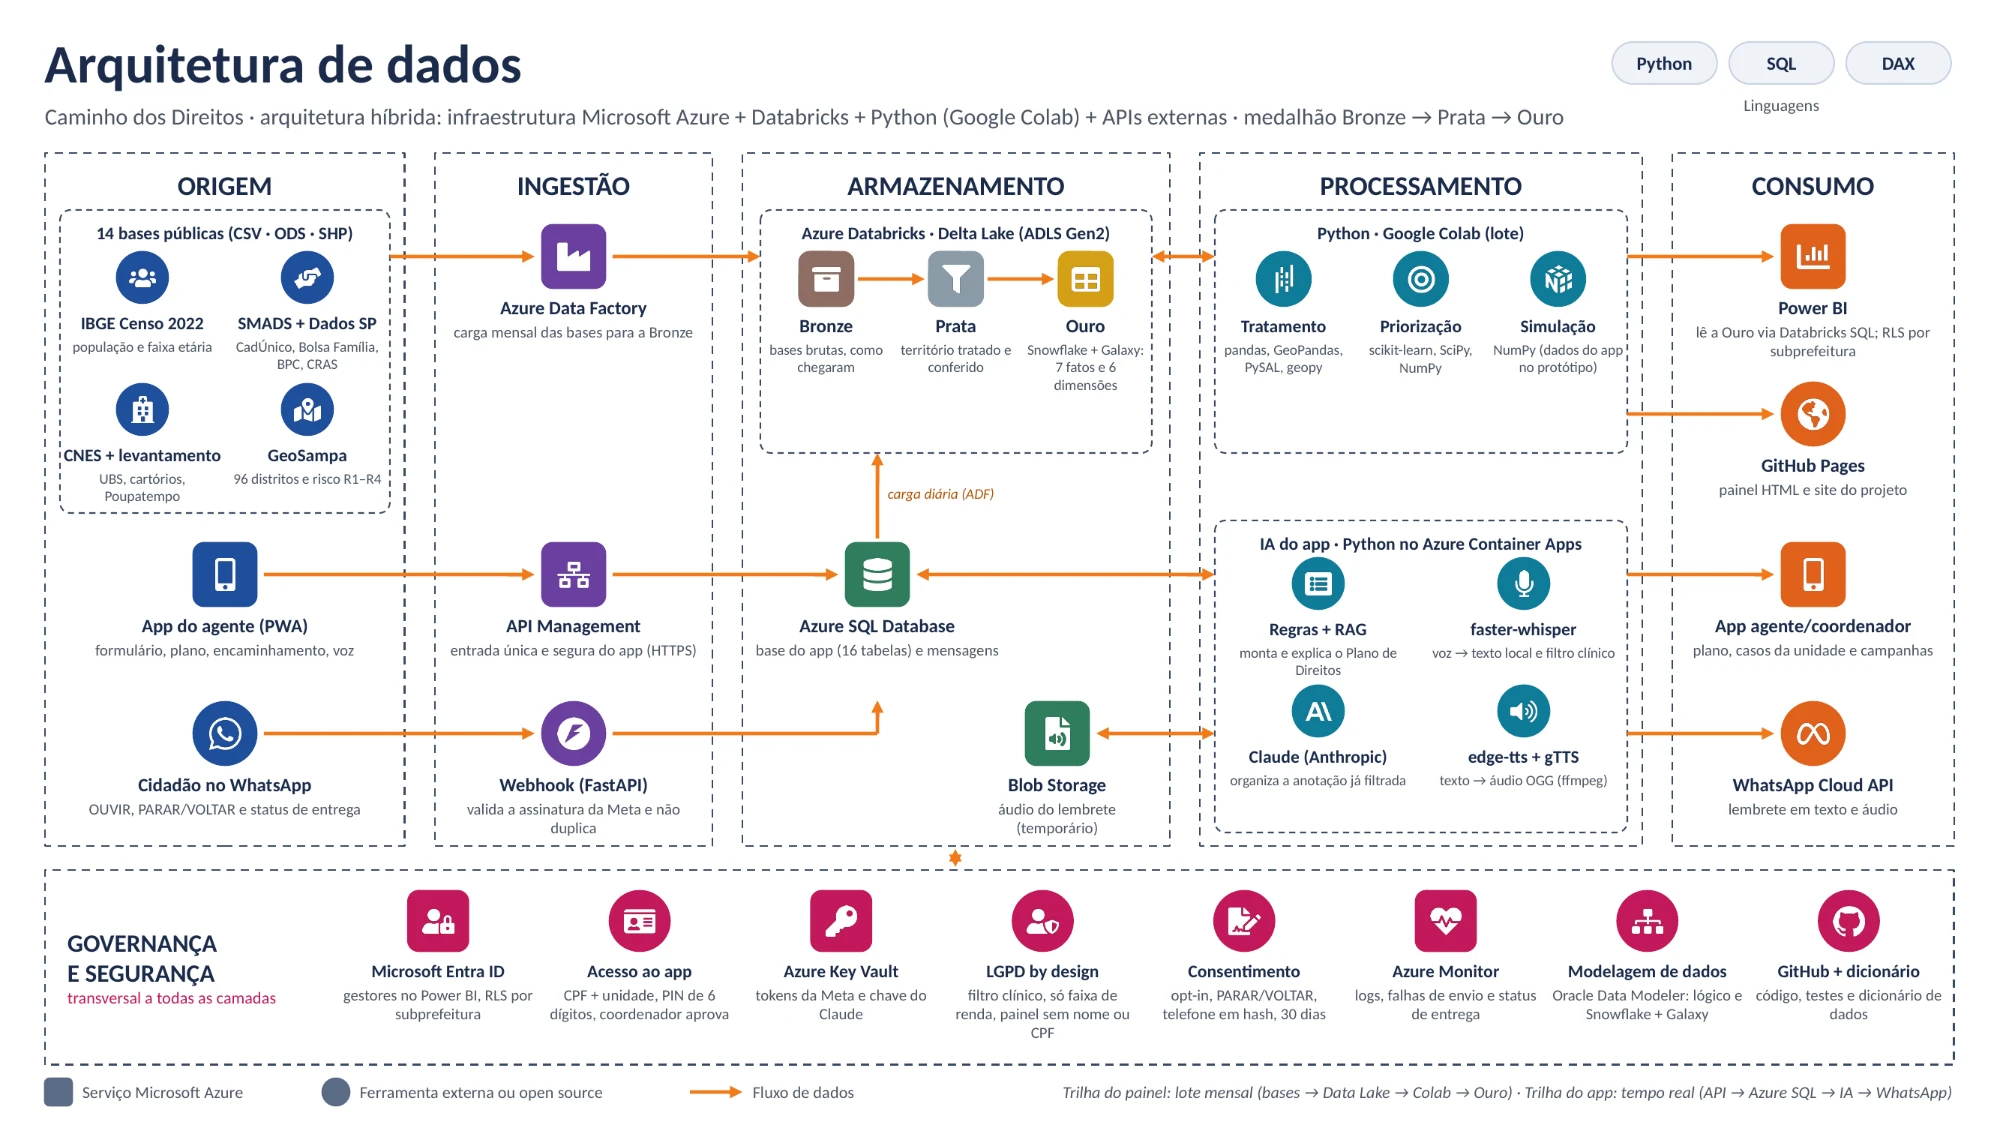 Arquitetura de dados
Python
SQL
DAX
Linguagens
Caminho dos Direitos · arquitetura híbrida: infraestrutura Microsoft Azure + Databricks + Python (Google Colab) + APIs externas · medalhão Bronze → Prata → Ouro
ORIGEM
14 bases públicas (CSV · ODS · SHP)
IBGE Censo 2022
população e faixa etária
SMADS + Dados SP
CadÚnico, Bolsa Família,
BPC, CRAS
CNES + levantamento
UBS, cartórios,
Poupatempo
GeoSampa
96 distritos e risco R1–R4
App do agente (PWA)
formulário, plano, encaminhamento, voz
Cidadão no WhatsApp
OUVIR, PARAR/VOLTAR e status de entrega
INGESTÃO
Azure Data Factory
carga mensal das bases para a Bronze
API Management
entrada única e segura do app (HTTPS)
Webhook (FastAPI)
valida a assinatura da Meta e não
duplica
ARMAZENAMENTO
Azure Databricks · Delta Lake (ADLS Gen2)
Bronze
bases brutas, como
chegaram
Prata
território tratado e
conferido
Ouro
Snowflake + Galaxy:
7 fatos e 6
dimensões
carga diária (ADF)
Azure SQL Database
base do app (16 tabelas) e mensagens
Blob Storage
áudio do lembrete
(temporário)
PROCESSAMENTO
Python · Google Colab (lote)
Tratamento
pandas, GeoPandas,
PySAL, geopy
Priorização
scikit-learn, SciPy,
NumPy
Simulação
NumPy (dados do app
no protótipo)
IA do app · Python no Azure Container Apps
Regras + RAG
monta e explica o Plano de
Direitos
faster-whisper
voz → texto local e filtro clínico
Claude (Anthropic)
organiza a anotação já filtrada
edge-tts + gTTS
texto → áudio OGG (ffmpeg)
CONSUMO
Power BI
lê a Ouro via Databricks SQL; RLS por
subprefeitura
GitHub Pages
painel HTML e site do projeto
App agente/coordenador
plano, casos da unidade e campanhas
WhatsApp Cloud API
lembrete em texto e áudio
GOVERNANÇA
E SEGURANÇA
transversal a todas as camadas
Microsoft Entra ID
gestores no Power BI, RLS por
subprefeitura
Acesso ao app
CPF + unidade, PIN de 6
dígitos, coordenador aprova
Azure Key Vault
tokens da Meta e chave do
Claude
LGPD by design
filtro clínico, só faixa de
renda, painel sem nome ou
CPF
Consentimento
opt-in, PARAR/VOLTAR,
telefone em hash, 30 dias
Azure Monitor
logs, falhas de envio e status
de entrega
Modelagem de dados
Oracle Data Modeler: lógico e
Snowflake + Galaxy
GitHub + dicionário
código, testes e dicionário de
dados
Serviço Microsoft Azure
Ferramenta externa ou open source
Fluxo de dados
Trilha do painel: lote mensal (bases → Data Lake → Colab → Ouro) · Trilha do app: tempo real (API → Azure SQL → IA → WhatsApp)